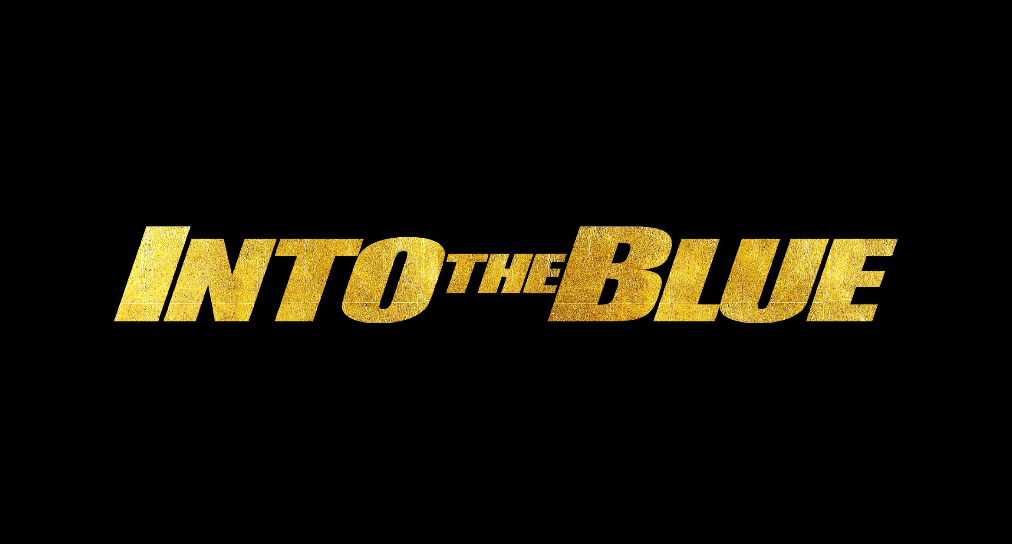 INTO THE BLUE